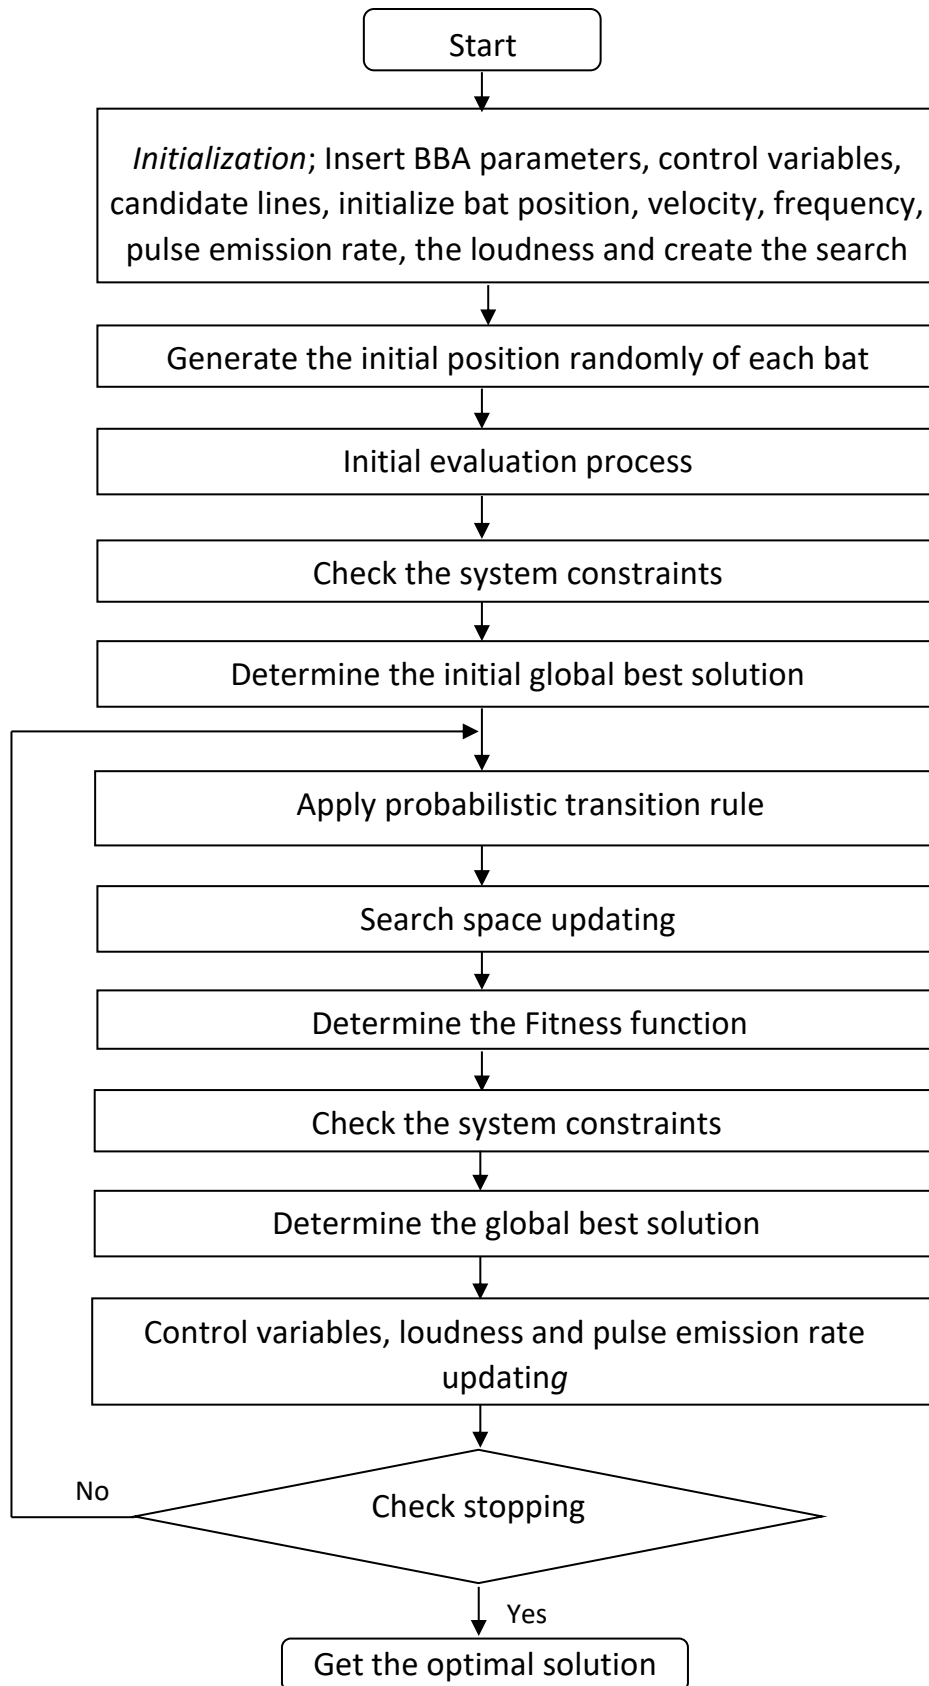 Start
Initialization; Insert BBA parameters, control variables,
candidate lines, initialize bat position, velocity, frequency,
pulse emission rate, the loudness and create the search
Generate the initial position randomly of each bat
Initial evaluation process
Check the system constraints
Determine the initial global best solution
Apply probabilistic transition rule
Search space updating
Determine the Fitness function
Check the system constraints
Determine the global best solution
Control variables, loudness and pulse emission rate
updating
Check stopping
No
Yes
Get the optimal solution